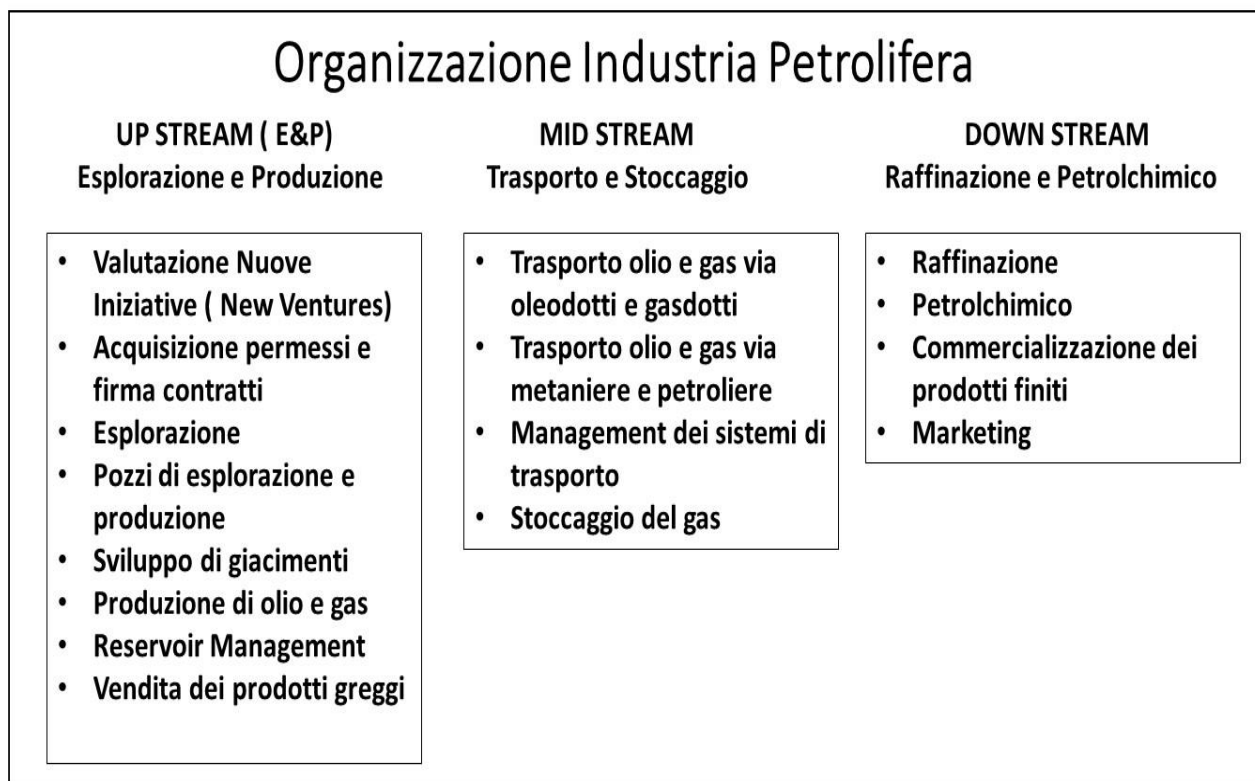 Organizzazione Industria Petrolifera
UP STREAM ( E&P)
Esplorazione e Produzione
• Valutazione Nuove
Iniziative ( New Ventures)
• Acquisizione permessi e
firma contratti
• Esplorazione
• Pozzi di esplorazione e
produzione
• Sviluppo di giacimenti
• Produzione di olio e gas
• Reservoir Management
• Vendita dei prodotti greggi
MID STREAM
Trasporto e Stoccaggio
• Trasporto olio e gas via
oleodotti e gasdotti
• Trasporto olio e gas via
metaniere e petroliere
• Management dei sistemi di
trasporto
• Stoccaggio del gas
DOWN STREAM
Raffinazione e Petrolchimico
• Raffinazione
• Petrolchimico
• Commercializzazione dei
prodotti finiti
• Marketing